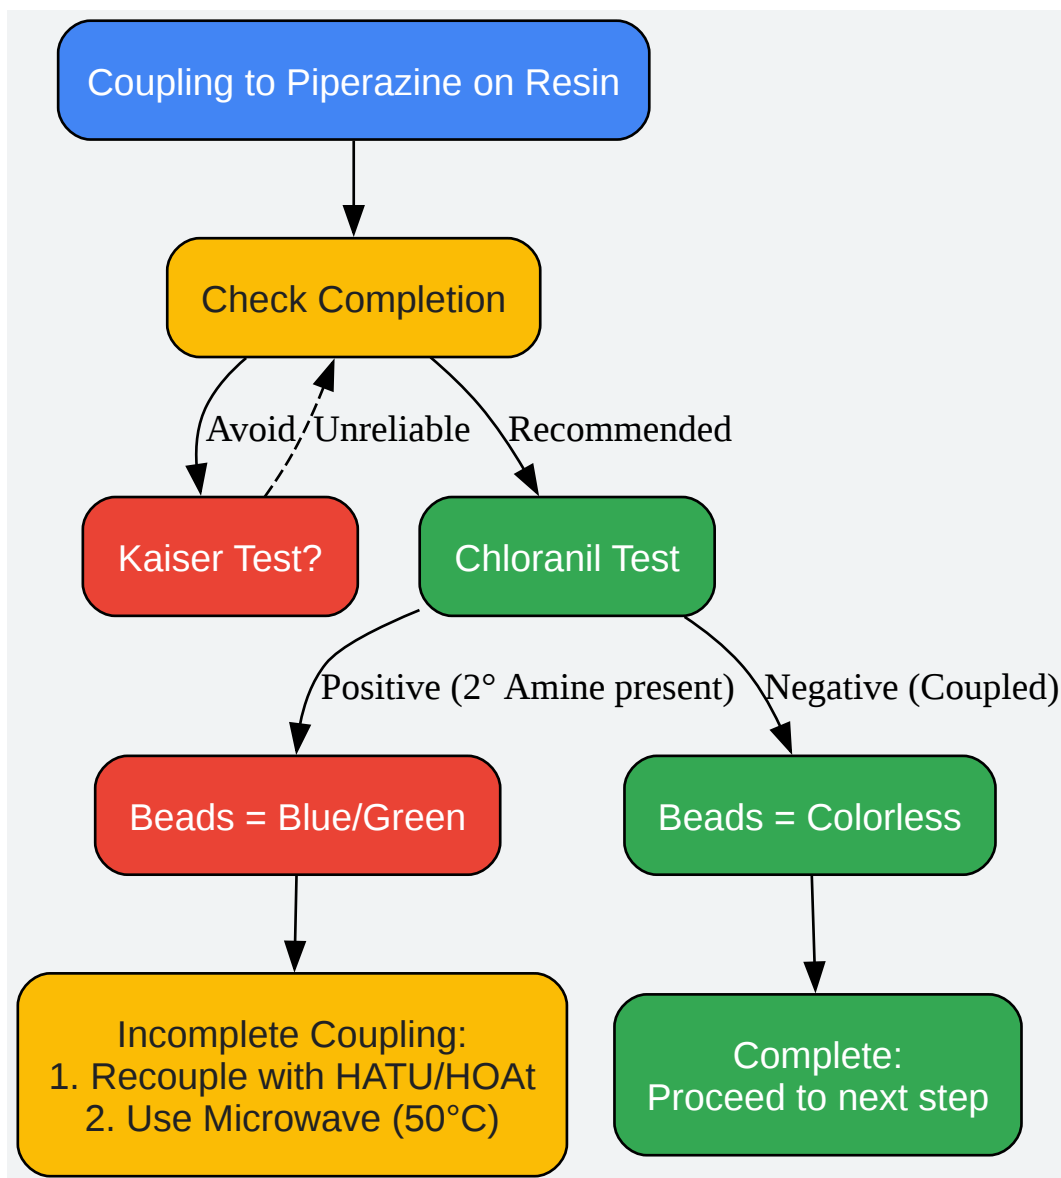 Coupling to Piperazine on Resin
Check Completion
Avoid
Unreliable
Recommended
Kaiser Test?
Chloranil Test
Positive (2° Amine present)
Negative (Coupled)
Beads = Blue/Green
Beads = Colorless
Incomplete Coupling:
1. Recouple with HATU/HOAt
2. Use Microwave (50°C)
Complete:
Proceed to next step